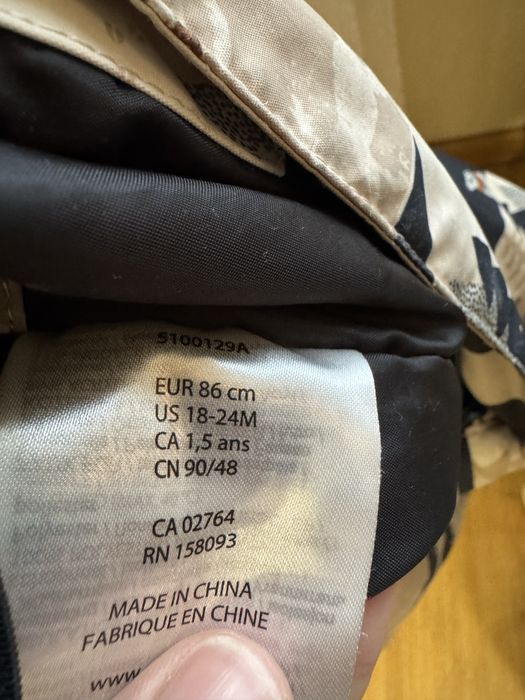 5100129A
EUR 86 cm
US 18-24M
CA 1,5 ans
CN 90/48
CA 02764
RN 158093
MADE IN CHINA
FABRIQUE EN CHINE
www.